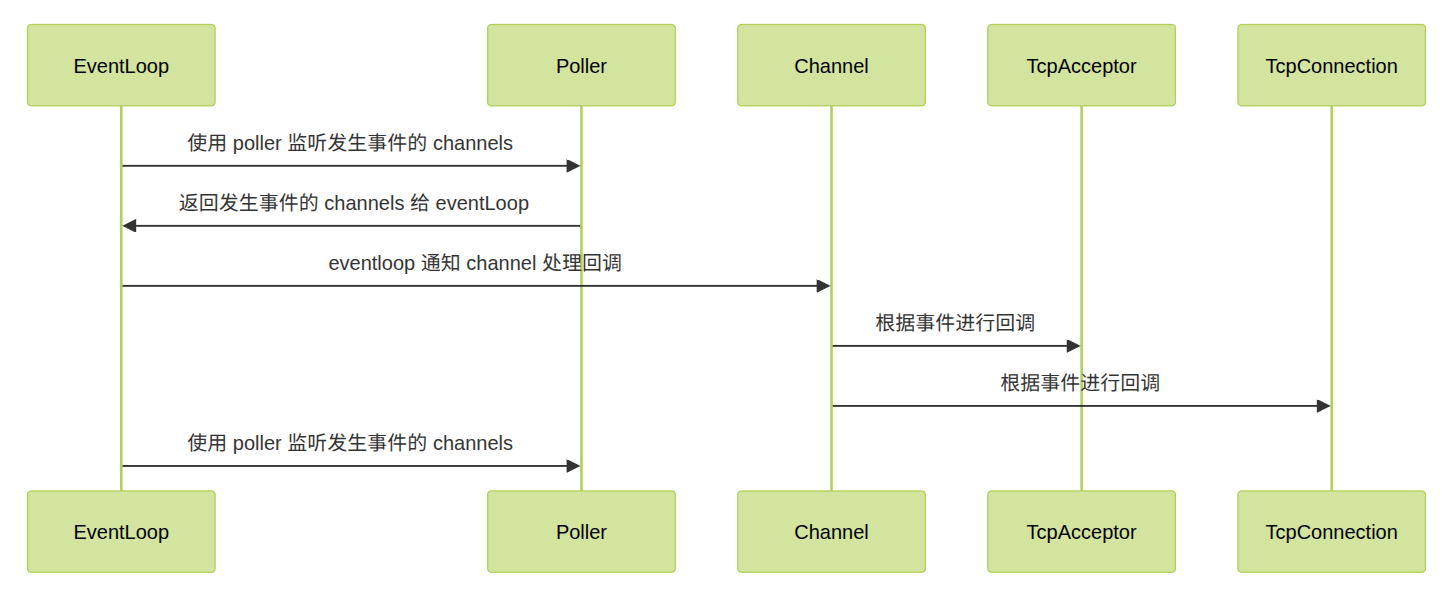 EventLoop
Poller
Channel
TcpAcceptor
TcpConnection
使用 poller 监听发生事件的 channels
返回发生事件的 channels 给 eventLoop
eventloop 通知 channel 处理回调
根据事件进行回调
根据事件进行回调
使用 poller 监听发生事件的 channels
EventLoop
Poller
Channel
TcpAcceptor
TcpConnection